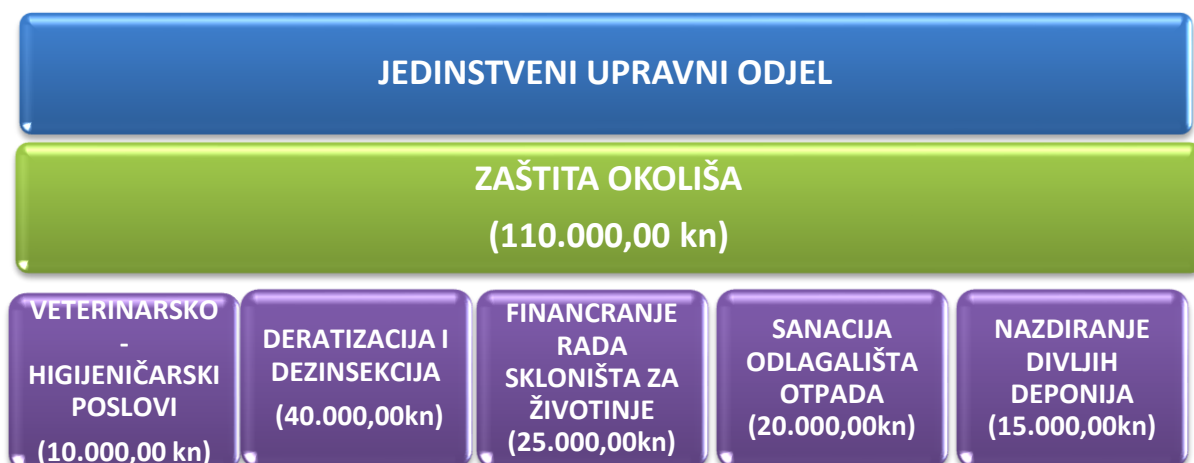 JEDINSTVENI UPRAVNI ODJEL
ZAŠTITA OKOLIŠA
(110.000,00 kn)
VETERINARSKO
-
HIGIJENIČARSKI
POSLOVI
(10.000,00 kn)
DERATIZACIJA I
DEZINSEKCIJA
(40.000,00kn)
FINANCRANJE
RADA
SKLONIŠTA ZA
ŽIVOTINJE
(25.000,00kn)
SANACIJA
ODLAGALIŠTA
OTPADA
(20.000,00kn)
NAZDIRANJE
DIVLJIH
DEPONIJA
(15.000,00kn)